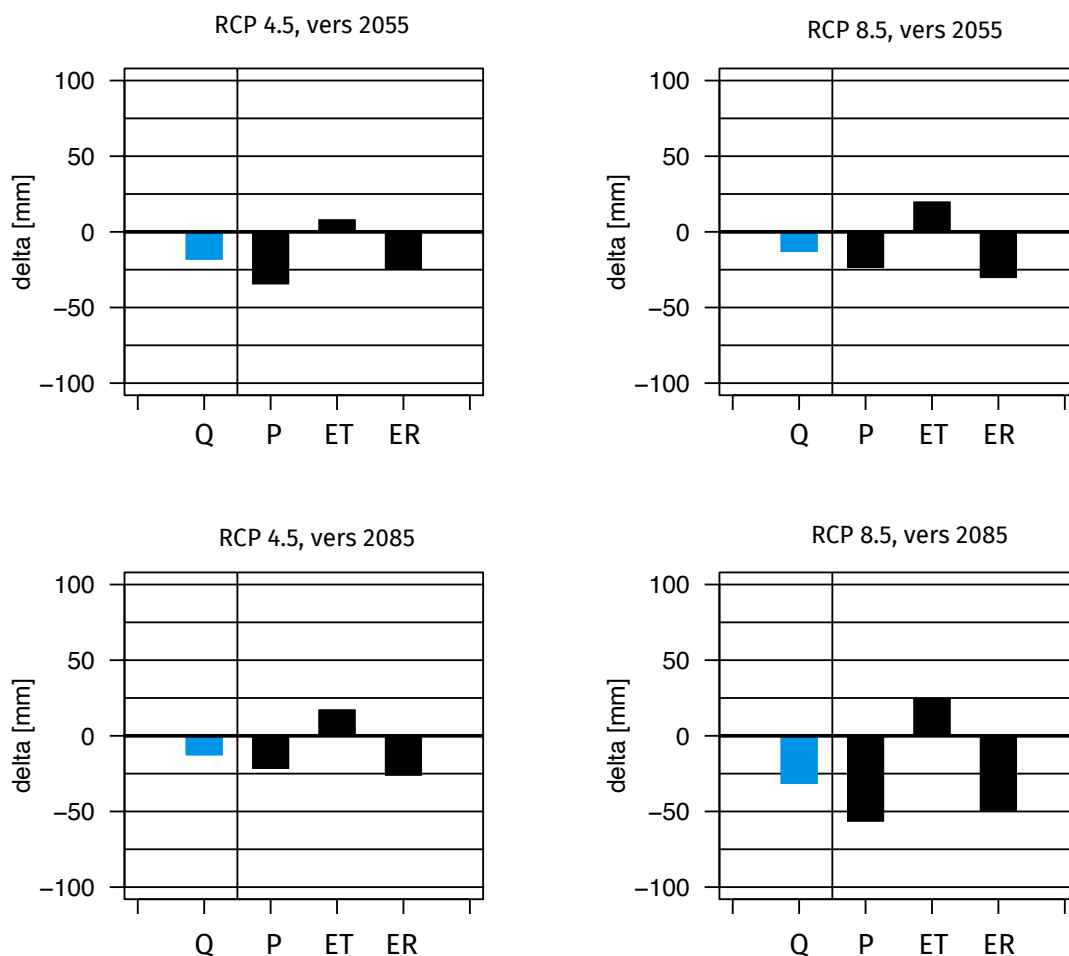 RCP 4.5, vers 2055
100
50
0
−50
−100
delta [mm]
Q P ET ER
RCP 8.5, vers 2055
100
50
0
−50
−100
delta [mm]
Q P ET ER
RCP 4.5, vers 2085
100
50
0
−50
−100
delta [mm]
Q P ET ER
RCP 8.5, vers 2085
100
50
0
−50
−100
delta [mm]
Q P ET ER